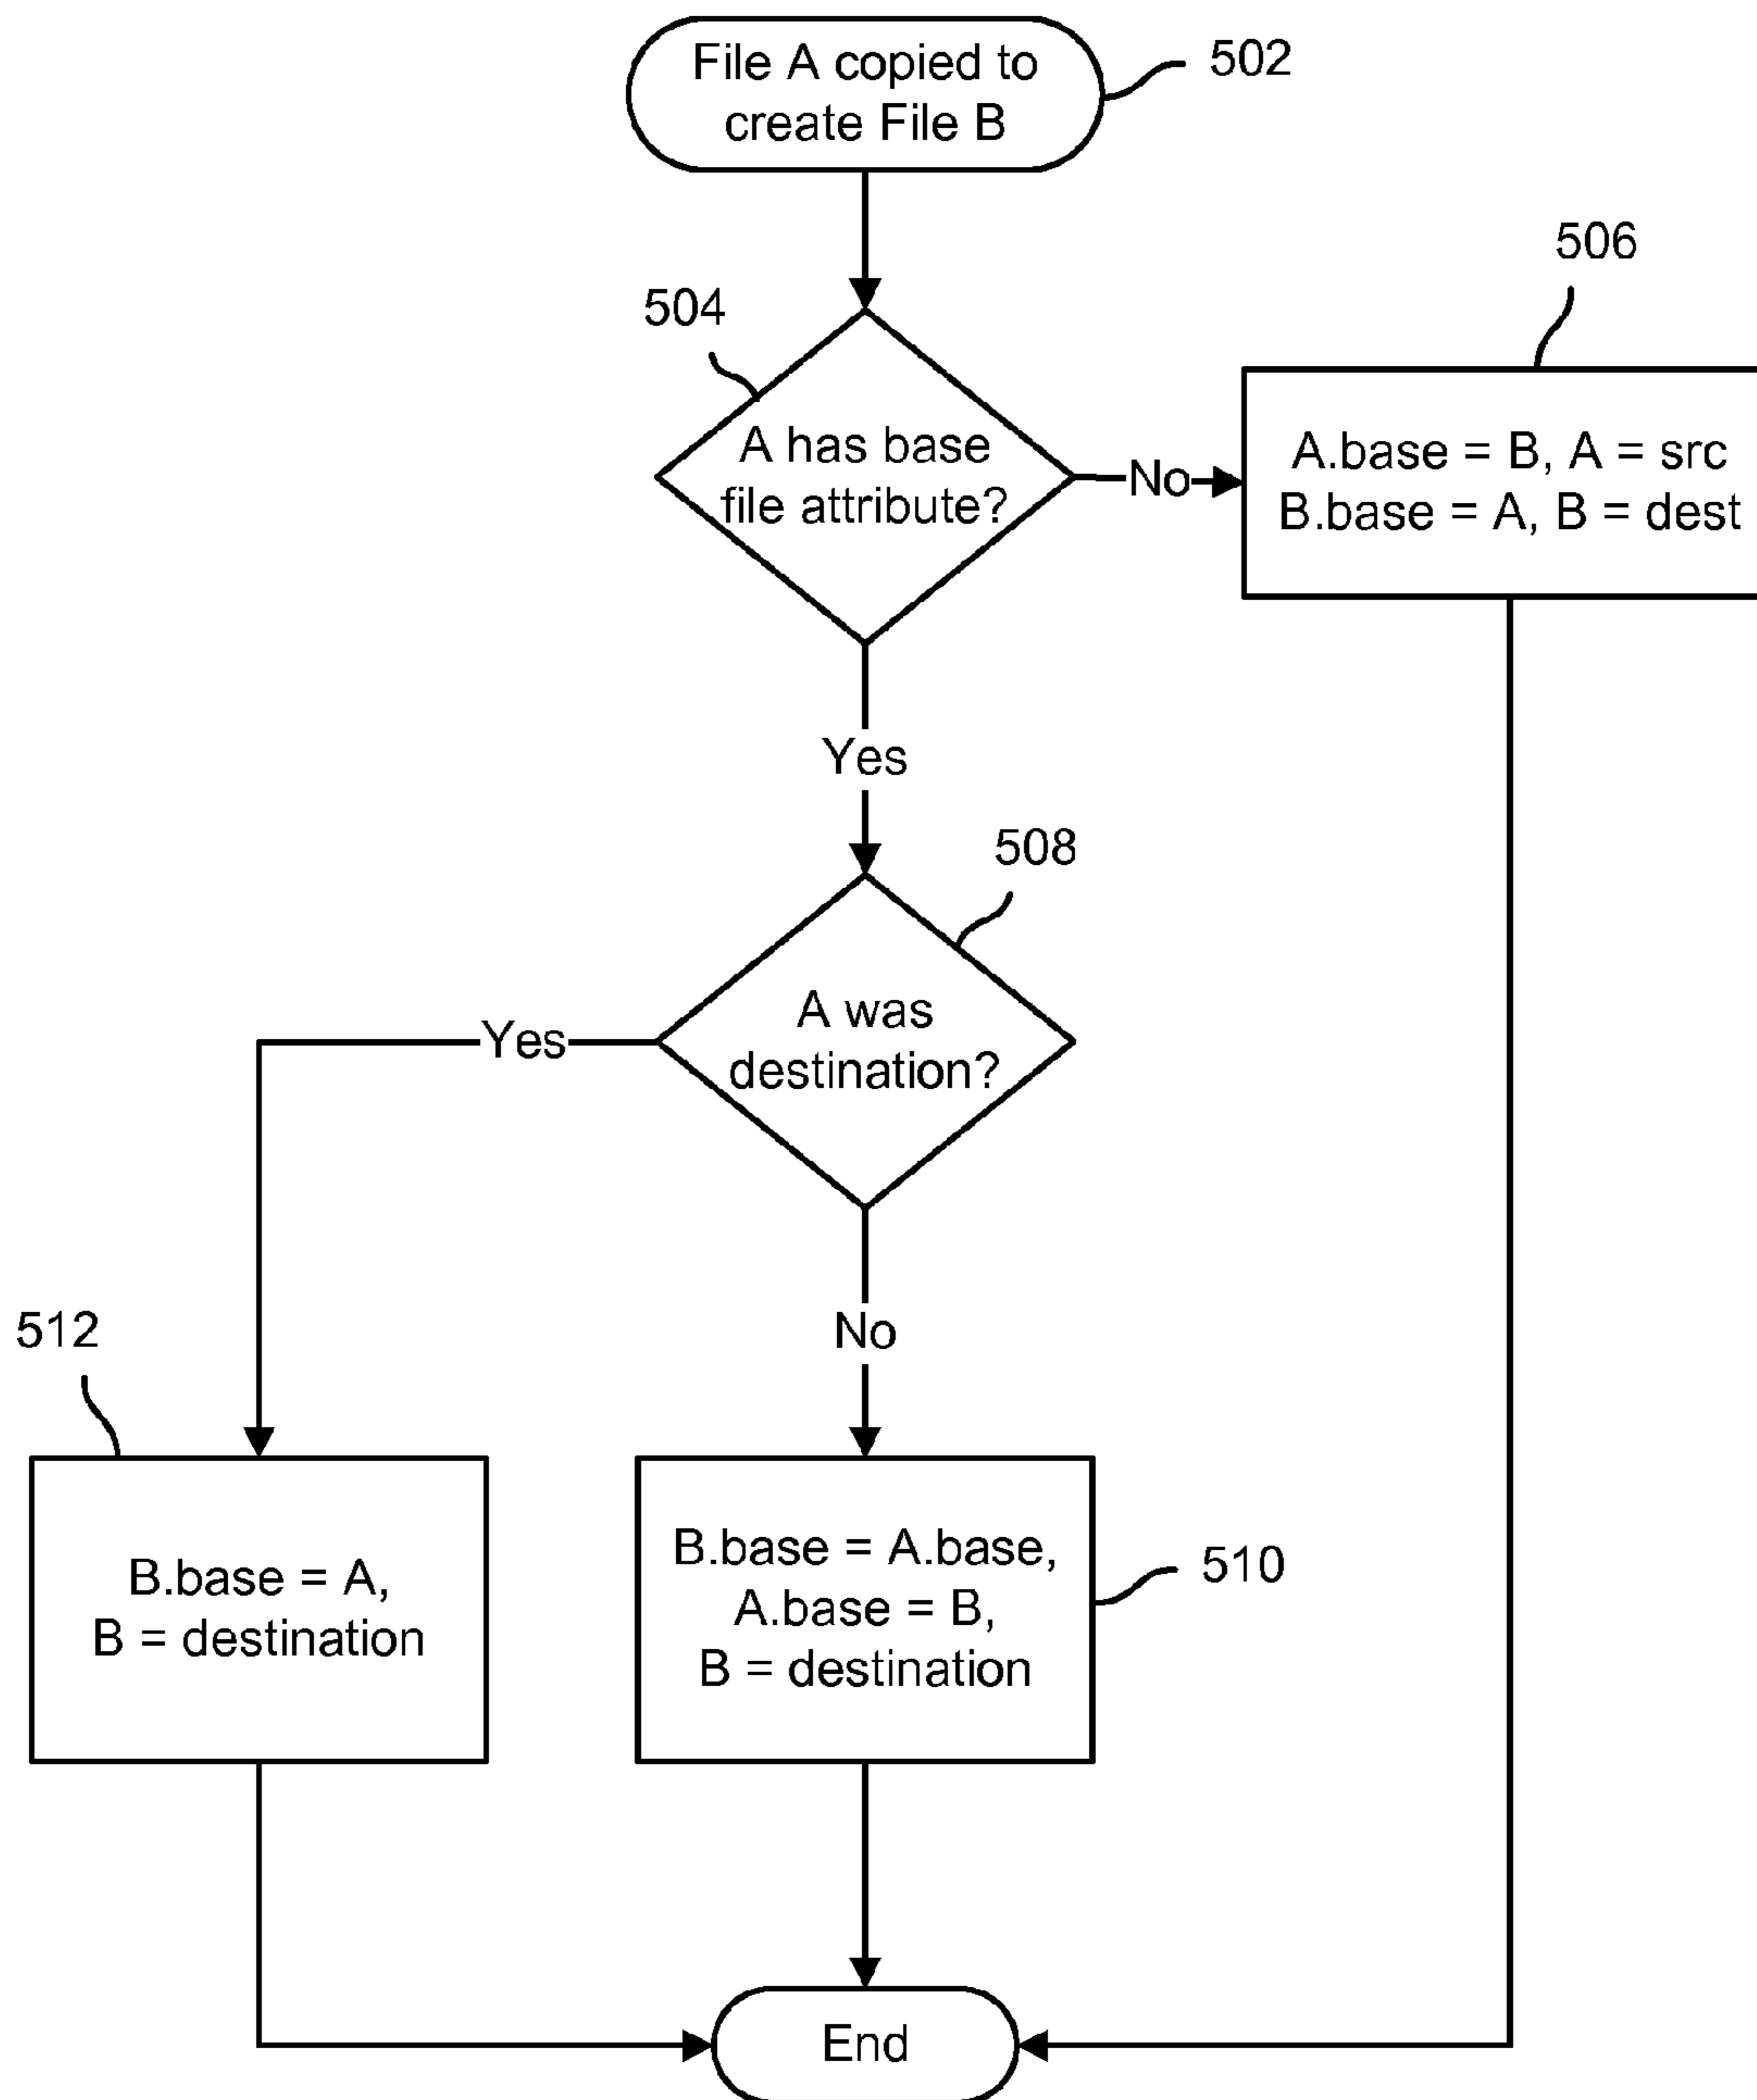 File A copied to
create File B
502
506
504
A has base
file attribute?
No
A.base = B, A = src
B.base = A, B = dest
Yes
508
A was
destination?
Yes
No
512
B.base = A,
B = destination
B.base = A.base,
A.base = B,
B = destination
510
End